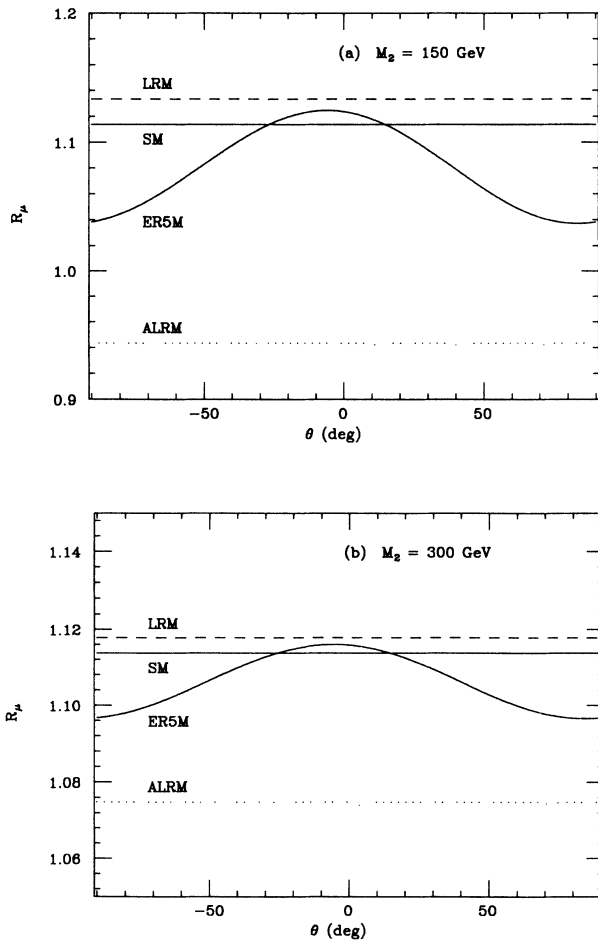 1.2
(a) M₂ = 150 GeV
LRM
SM
1.1
R_μ
ER5M
1.0
ALRM
0.9
−50 0 50
θ (deg)
1.14
(b) M₂ = 300 GeV
LRM
1.12
SM
R_μ
1.10
ER5M
1.08
ALRM
1.06
−50 0 50
θ (deg)